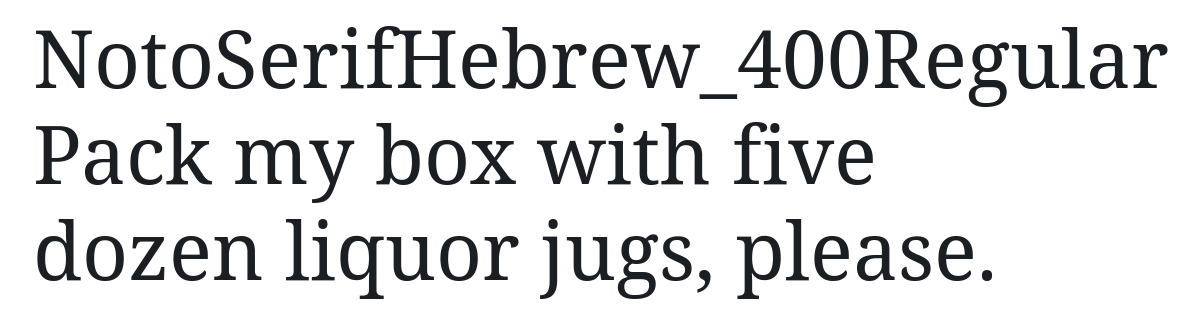 NotoSerifHebrew_400Regular
Pack my box with five
dozen liquor jugs, please.